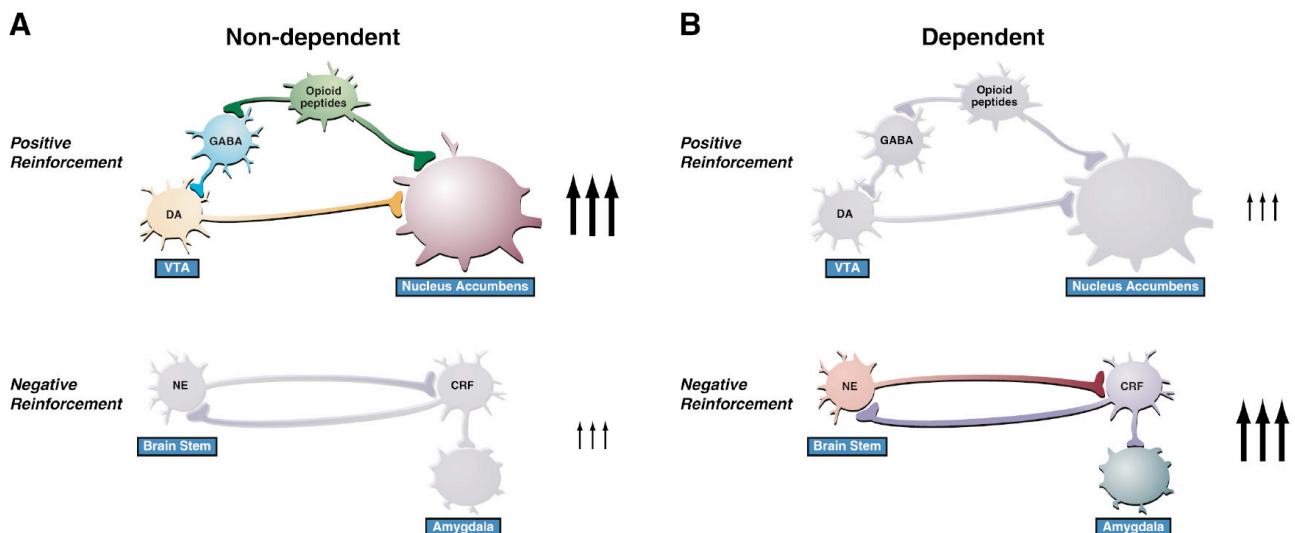 A
Non-dependent
Positive
Reinforcement
Opioid
peptides
GABA
DA
VTA
Nucleus Accumbens
Negative
Reinforcement
NE
CRF
Brain Stem
Amygdala
B
Dependent
Positive
Reinforcement
Opioid
peptides
GABA
DA
VTA
Nucleus Accumbens
Negative
Reinforcement
NE
CRF
Brain Stem
Amygdala